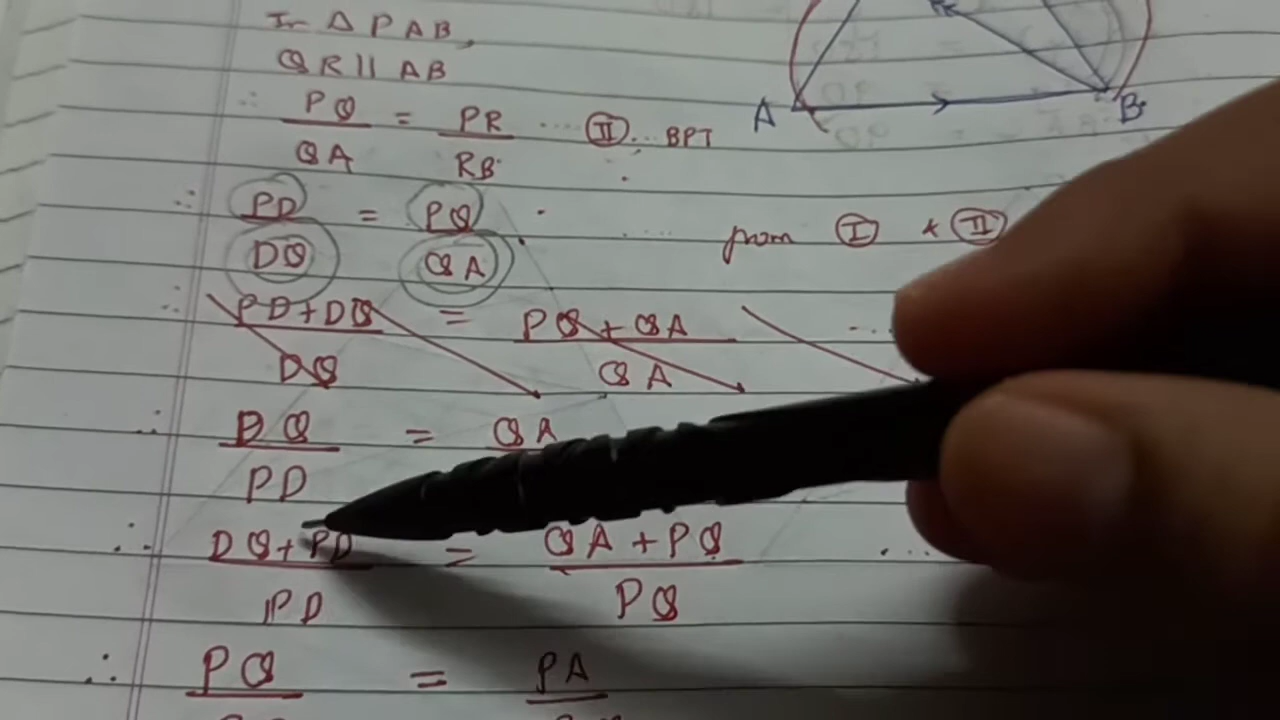 In Δ PAB,
QR || AB
∴ PQ = PR .... II ... BPT
QA RB
∴ PD = PQ .... from I & II
DQ QA
∴ PD+DQ = PQ + QA ...
DQ QA
∴ DQ = QA
PD
∴ DQ+PD = QA + PQ ...
PD PQ
∴ PQ = PA
A B